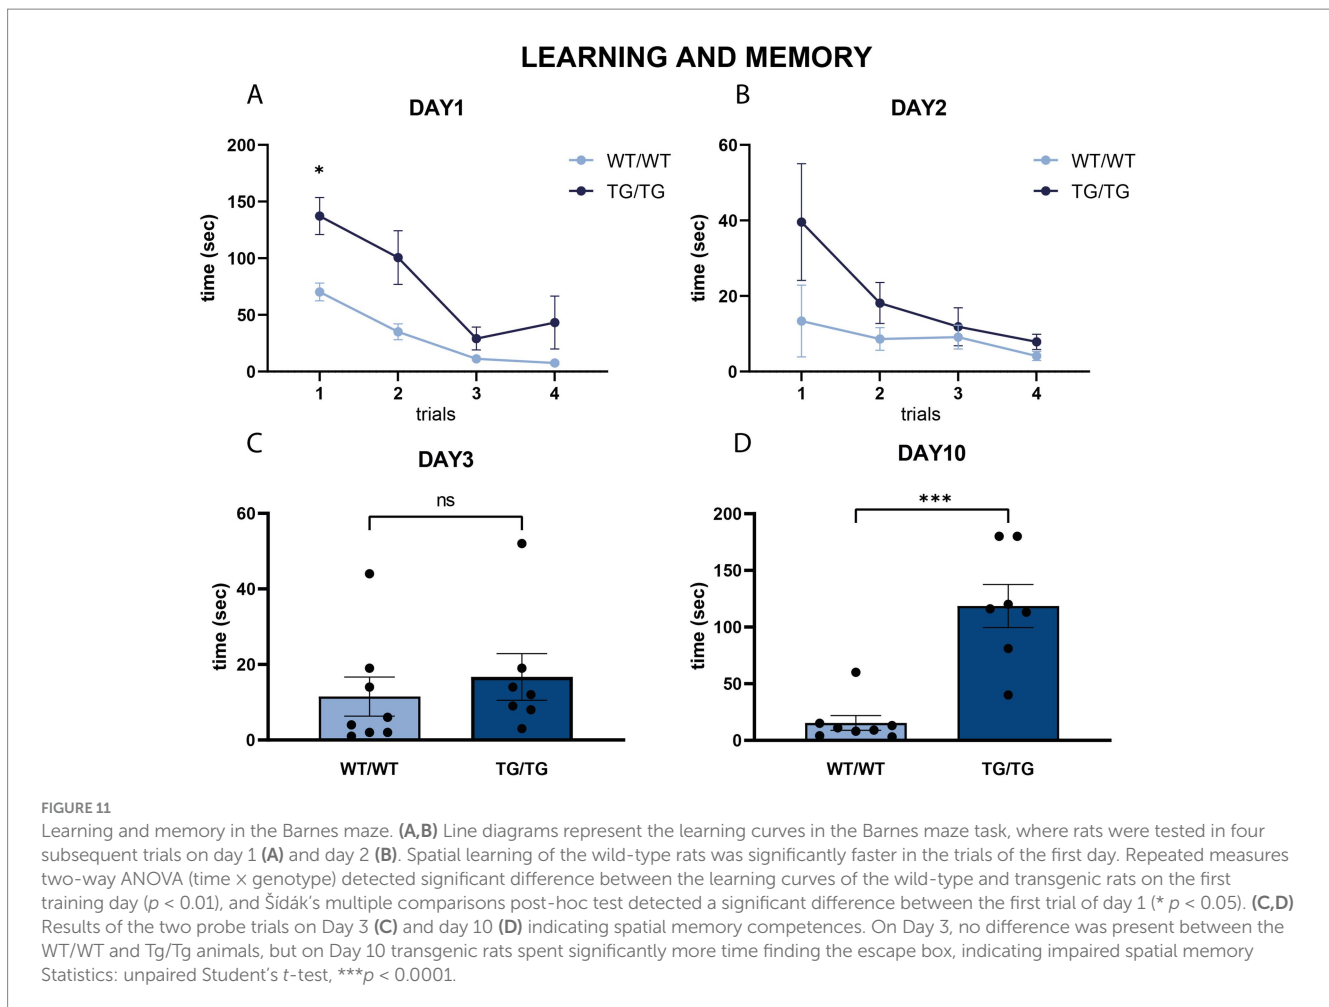 LEARNING AND MEMORY
A
DAY1
200
150
100
50
0
time (sec)
*
WT/WT
TG/TG
1 2 3 4
trials
B
DAY2
60
40
20
0
time (sec)
WT/WT
TG/TG
1 2 3 4
trials
C
DAY3
ns
60
40
20
0
time (sec)
WT/WT TG/TG
D
DAY10
***
200
150
100
50
0
time (sec)
WT/WT TG/TG
FIGURE 11
Learning and memory in the Barnes maze. (A,B) Line diagrams represent the learning curves in the Barnes maze task, where rats were tested in four
subsequent trials on day 1 (A) and day 2 (B). Spatial learning of the wild-type rats was significantly faster in the trials of the first day. Repeated measures
two-way ANOVA (time × genotype) detected significant difference between the learning curves of the wild-type and transgenic rats on the first
training day (p < 0.01), and Šídák’s multiple comparisons post-hoc test detected a significant difference between the first trial of day 1 (* p < 0.05). (C,D)
Results of the two probe trials on Day 3 (C) and day 10 (D) indicating spatial memory competences. On Day 3, no difference was present between the
WT/WT and Tg/Tg animals, but on Day 10 transgenic rats spent significantly more time finding the escape box, indicating impaired spatial memory
Statistics: unpaired Student’s t-test, ***p < 0.0001.